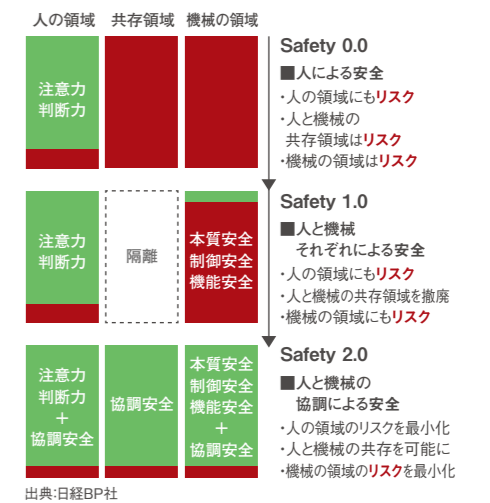 人の領域 共存領域 機械の領域
注意力
判断力
Safety 0.0
■人による安全
・人の領域にもリスク
・人と機械の
共存領域はリスク
・機械の領域はリスク
注意力
判断力
隔離
本質安全
制御安全
機能安全
Safety 1.0
■人と機械
それぞれによる安全
・人の領域にもリスク
・人と機械の共存領域を撤廃
・機械の領域にもリスク
注意力
判断力
＋
協調安全
協調安全
本質安全
制御安全
機能安全
＋
協調安全
Safety 2.0
■人と機械の
協調による安全
・人の領域のリスクを最小化
・人と機械の共存を可能に
・機械の領域のリスクを最小化
出典:日経BP社